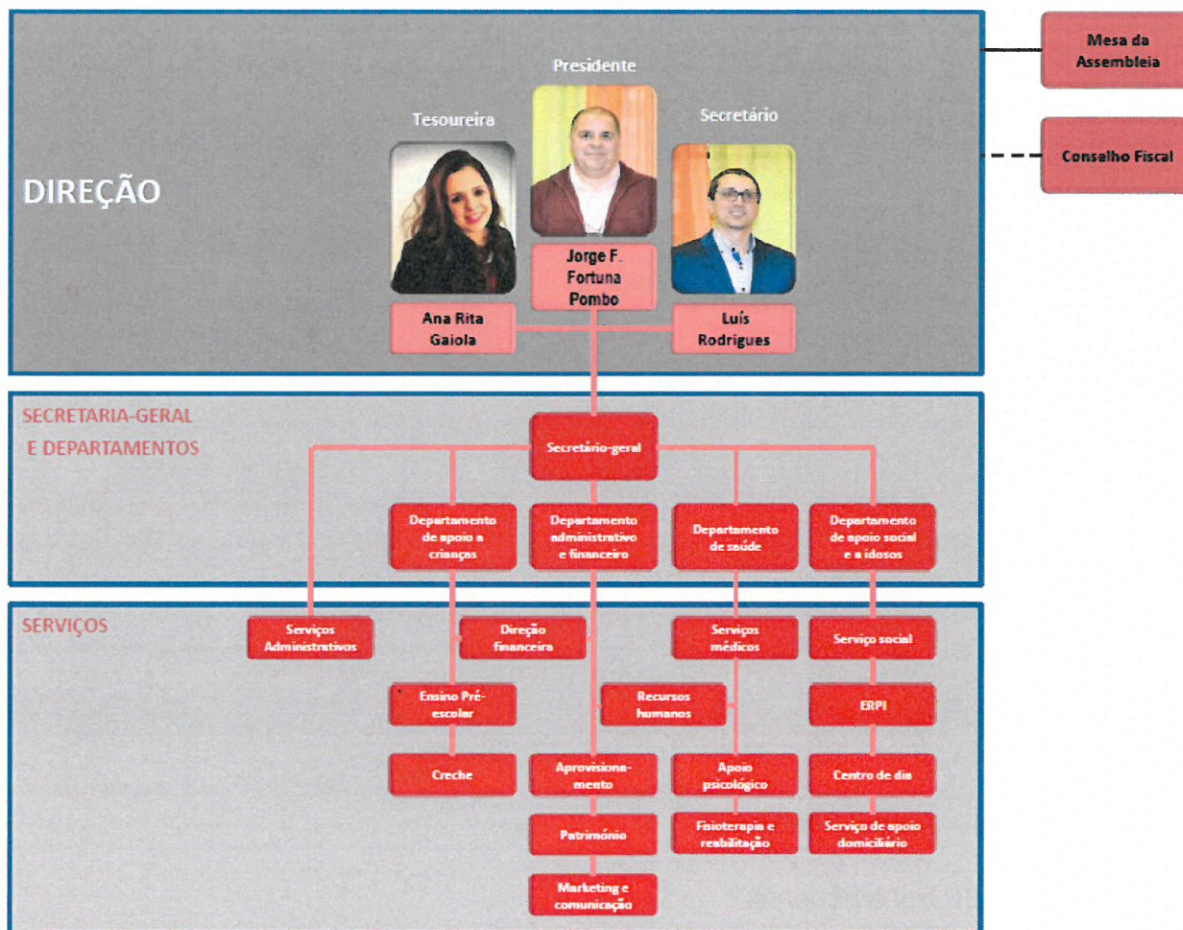 DIREÇÃO
Presidente
Tesoureira
Secretário
Jorge F.
Fortuna
Pombo
Ana Rita
Gaiola
Luís
Rodrigues
Mesa da
Assembleia
Conselho Fiscal
SECRETARIA-GERAL
E DEPARTAMENTOS
Secretário-geral
Departamento
de apoio a
crianças
Departamento
administrativo
e financeiro
Departamento
de saúde
Departamento
de apoio social
e a idosos
SERVIÇOS
Serviços
Administrativos
Direção
financeira
Serviços
médicos
Serviço social
Ensino Pré-
escolar
Recursos
humanos
ERPI
Creche
Aprovisiona-
mento
Apoio
psicológico
Centro de dia
Património
Fisioterapia e
reabilitação
Serviço de apoio
domiciliário
Marketing e
comunicação